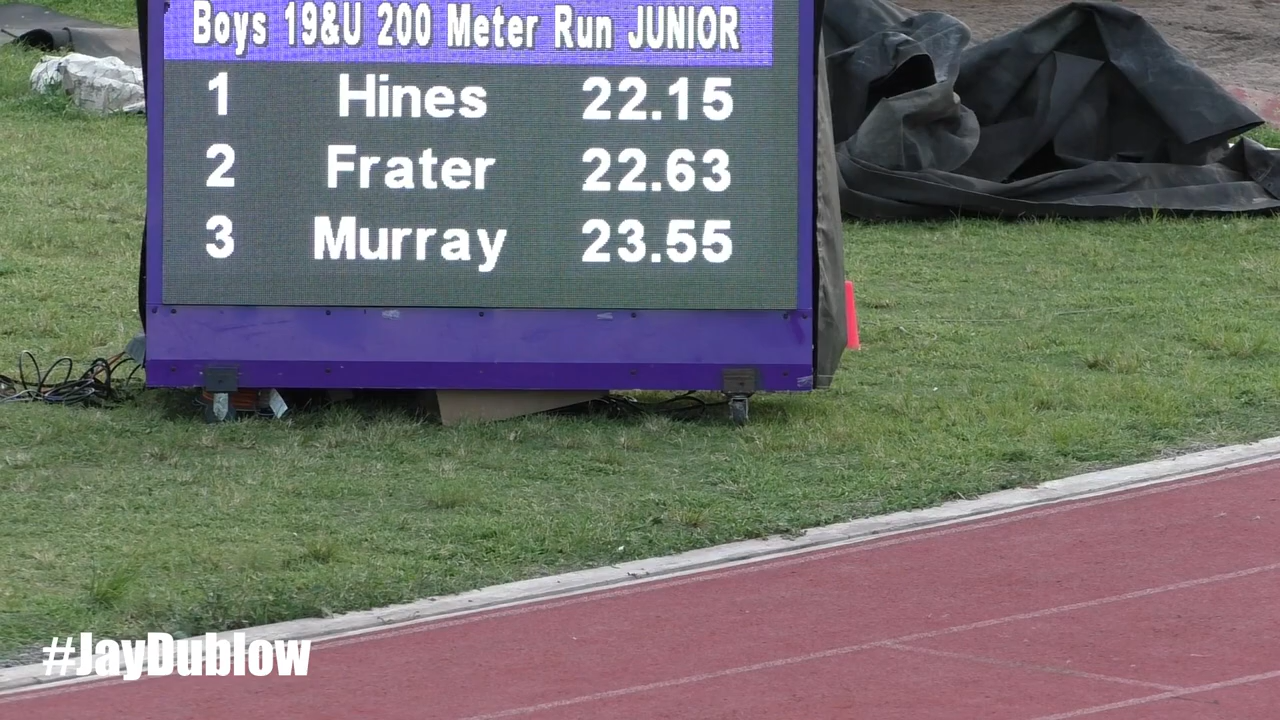 Boys 19&U 200 Meter Run JUNIOR
1 Hines 22.15
2 Frater 22.63
3 Murray 23.55
#JayDublow